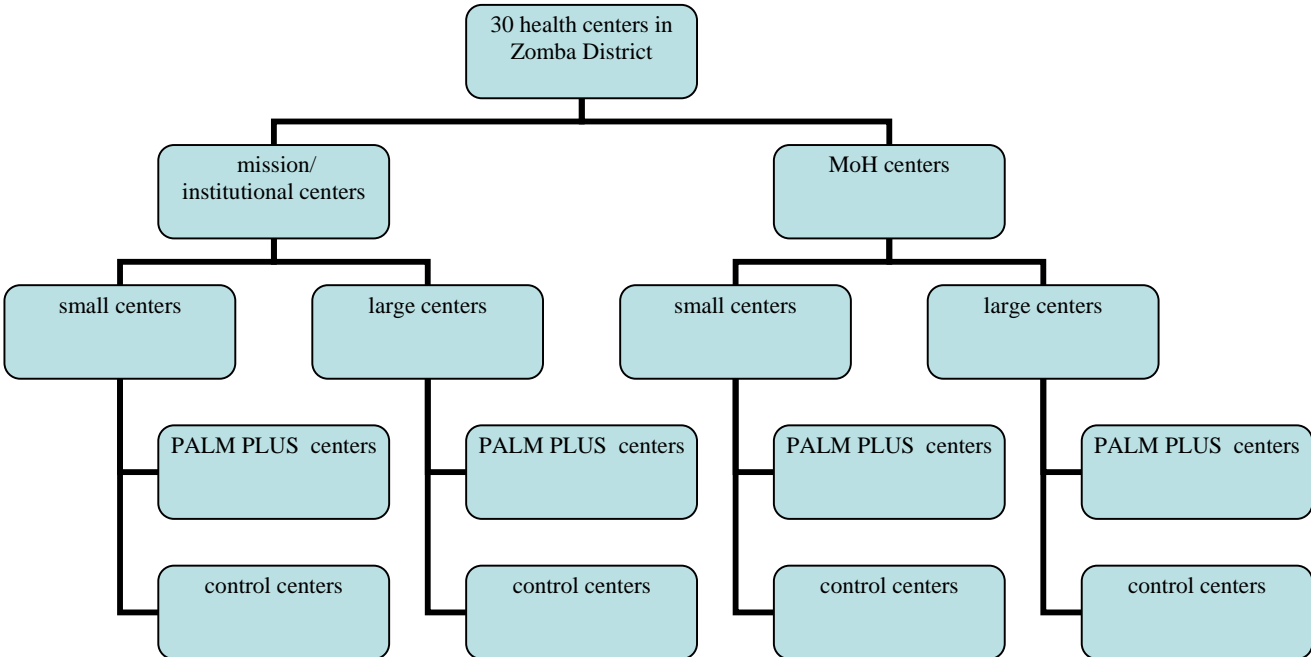 30 health centers in
Zomba District
mission/
institutional centers
MoH centers
small centers
large centers
small centers
large centers
PALM PLUS  centers
PALM PLUS  centers
PALM PLUS  centers
PALM PLUS  centers
control centers
control centers
control centers
control centers